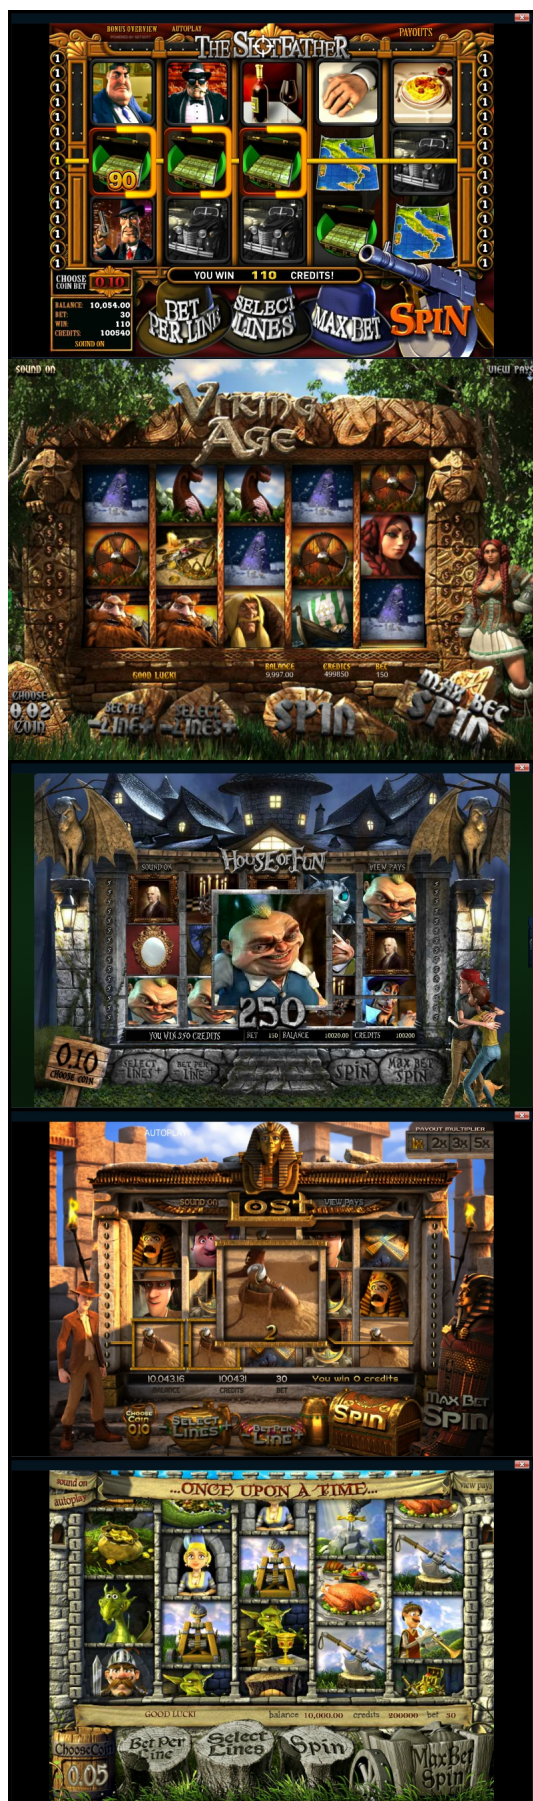 BONUS OVERVIEW
AUTOPLAY
PAYOUTS
THE SLOTFATHER
90
YOU WIN 110 CREDITS!
CHOOSE
COIN BET
0.10
BALANCE: 10,054.00
BET: 30
WIN: 110
CREDITS: 100540
SOUND ON
BET
PER LINE
SELECT
LINES
MAX BET
SPIN
SOUND ON
VIEW PAYS
VIKING
AGE
GOOD LUCK!
BALANCE
9,997.00
CREDITS
499850
BET
150
CHOOSE
0.02
COIN
BET PER
-LINE+
SELECT
-LINES+
SPIN
MAX BET
SPIN
SOUND ON
HOUSE OF FUN
VIEW PAYS
250
YOU WIN 350 CREDITS
BET 150
BALANCE 10020.00
CREDITS 100200
0.10
CHOOSE COIN
SELECT
LINES+
BET PER
LINE+
SPIN
MAX BET
SPIN
AUTOPLAY
PAYOUT MULTIPLIER
1x 2x 3x 5x
SOUND ON
LOST
VIEW PAYS
2
10,043.16
BALANCE
100431
CREDITS
30
BET
You win 0 credits
CHOOSE
COIN
010
-SELECT
LINES+
-BET PER
LINE+
SPIN
MAX BET
SPIN
sound on
autoplay
...ONCE UPON A TIME...
view pays
GOOD LUCK!
balance 10,000.00
credits 200000
bet 30
Choose Coin
0.05
Bet Per
Line
Select
Lines
Spin
Max Bet
Spin